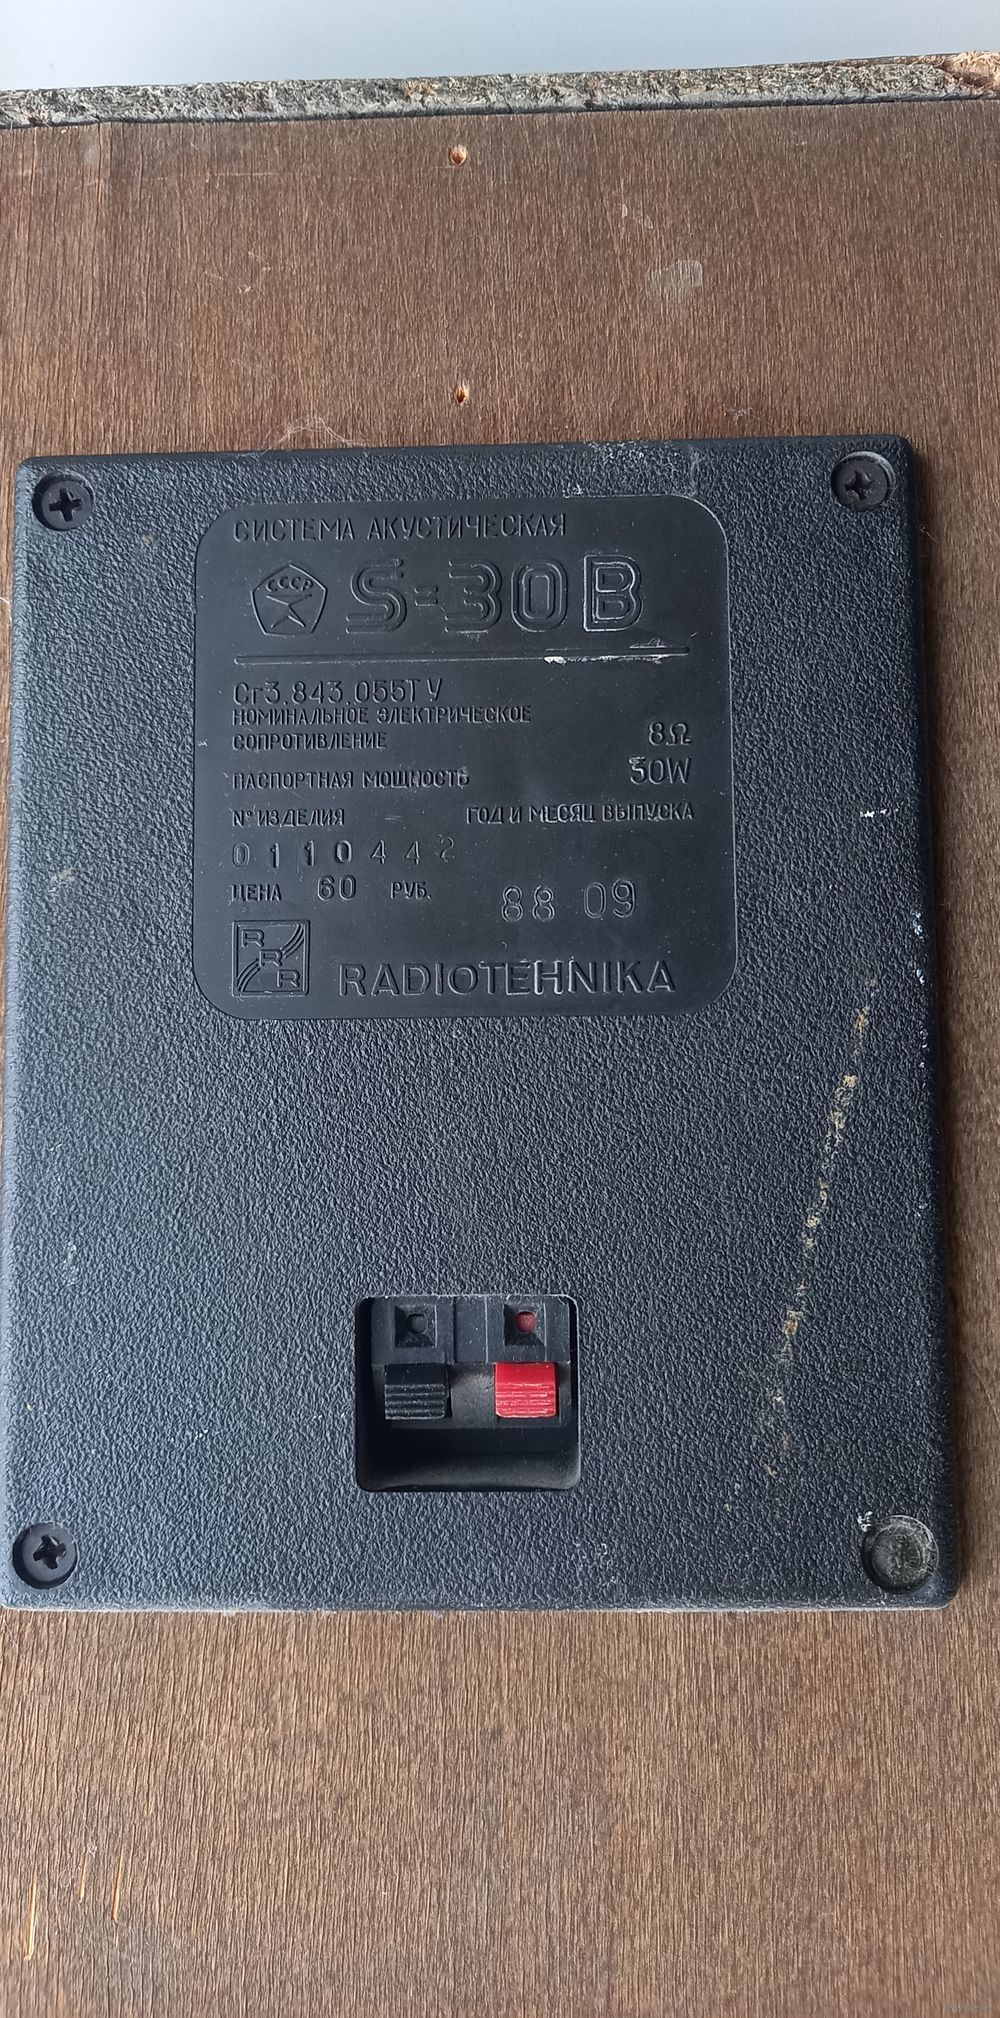 СИСТЕМА АКУСТИЧЕСКАЯ
СССР
S-30B
Сг3.843.055ТУ
НОМИНАЛЬНОЕ ЭЛЕКТРИЧЕСКОЕ
СОПРОТИВЛЕНИЕ 8Ω
ПАСПОРТНАЯ МОЩНОСТЬ 30W
№ ИЗДЕЛИЯ ГОД И МЕСЯЦ ВЫПУСКА
0110442
ЦЕНА 60 РУБ. 88 09
RRR RADIOTEHNIKA